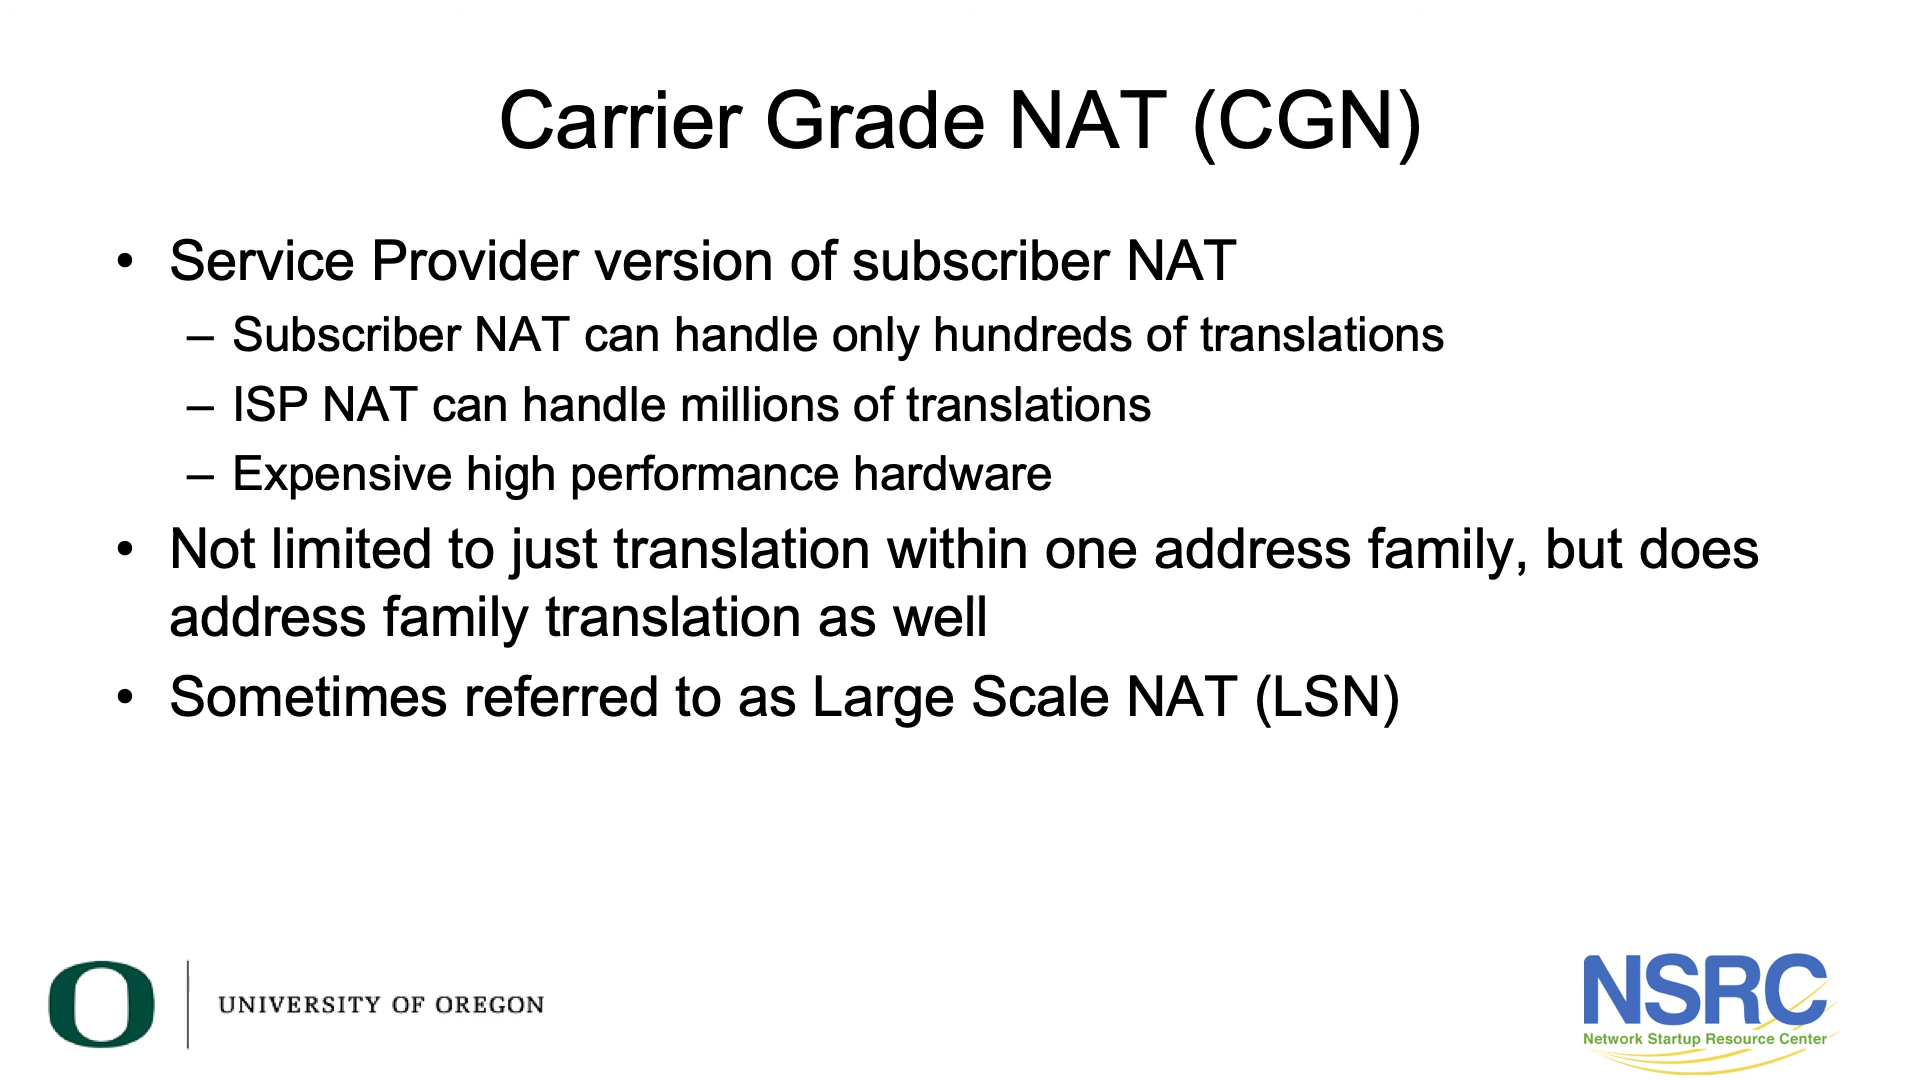 Carrier Grade NAT (CGN)
• Service Provider version of subscriber NAT
– Subscriber NAT can handle only hundreds of translations
– ISP NAT can handle millions of translations
– Expensive high performance hardware
• Not limited to just translation within one address family, but does
address family translation as well
• Sometimes referred to as Large Scale NAT (LSN)
O
UNIVERSITY OF OREGON
NSRC
Network Startup Resource Center